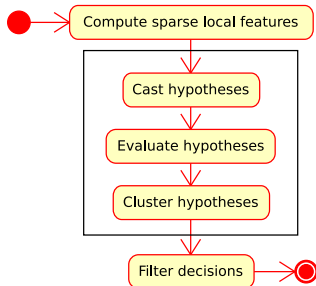 Compute sparse local features
Cast hypotheses
Evaluate hypotheses
Cluster hypotheses
Filter decisions